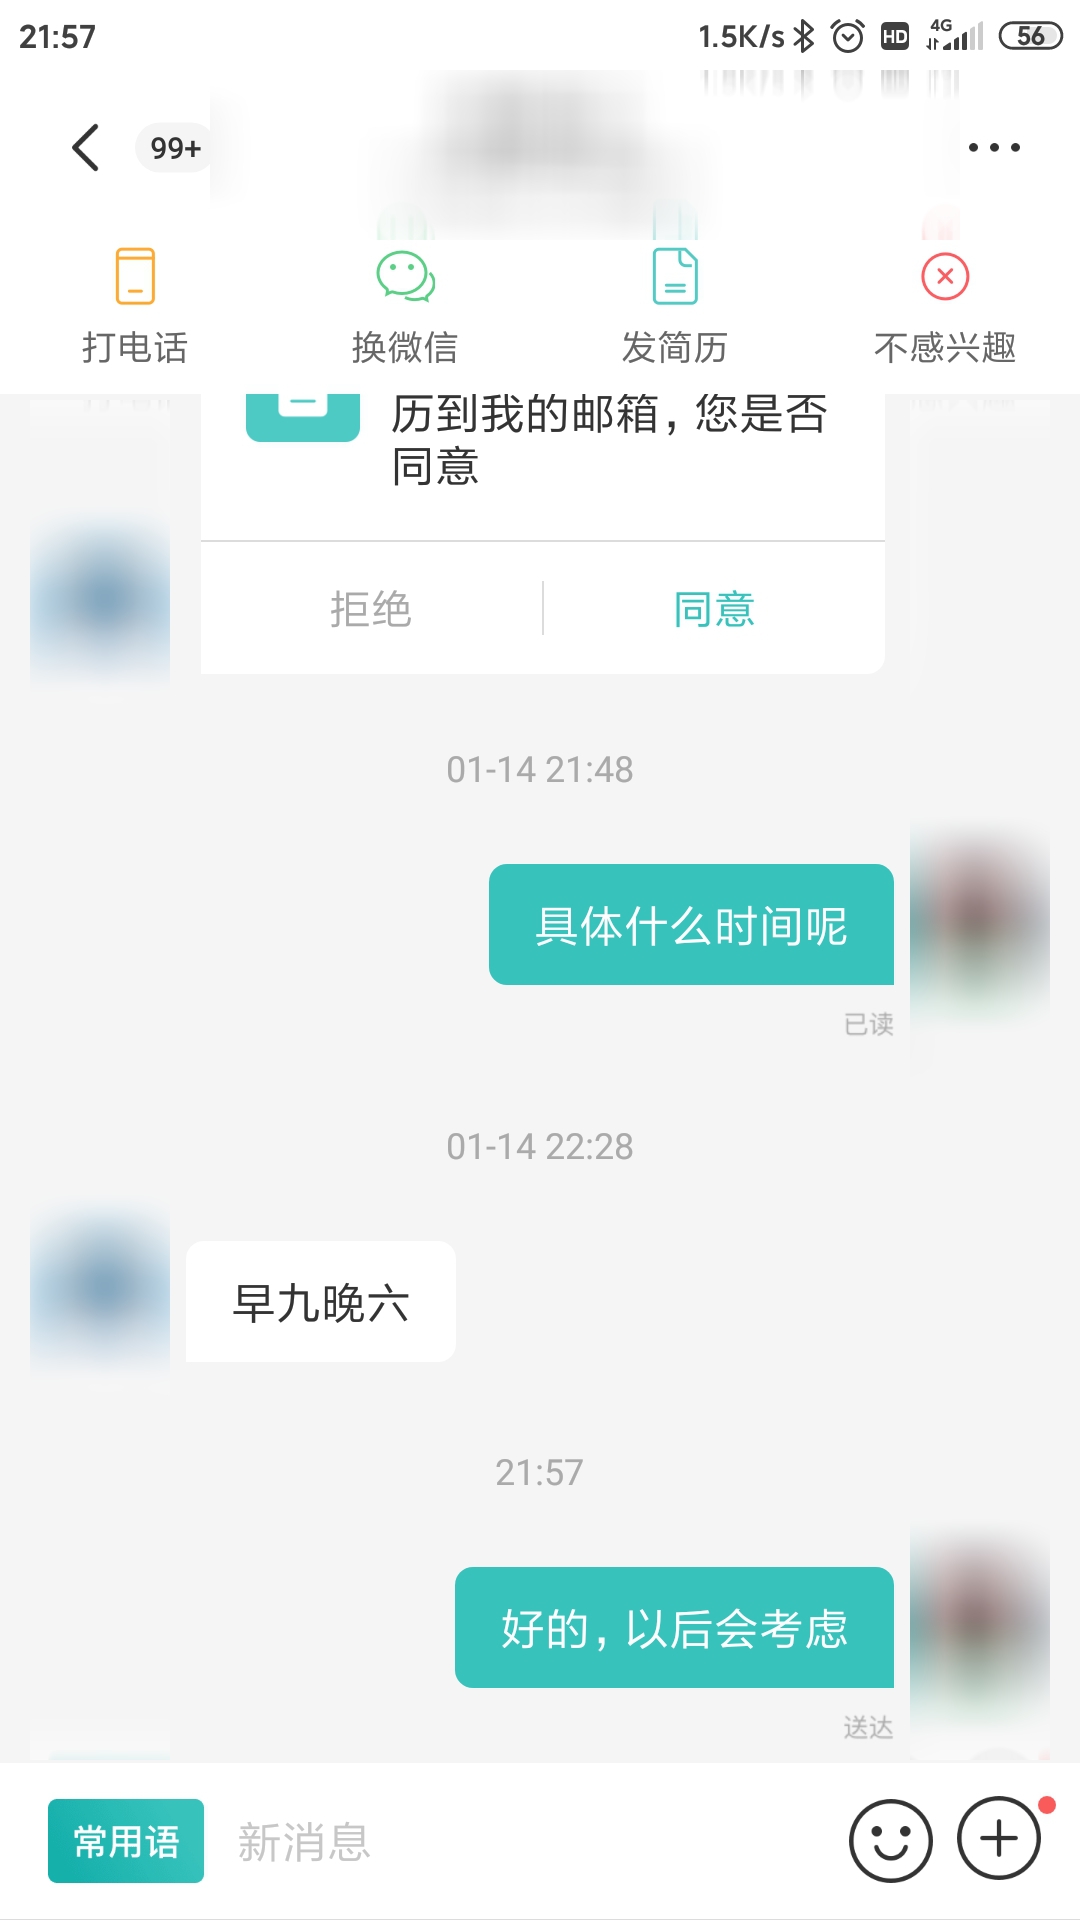 21:57
1.5K/s HD 4G 56
99+
打电话 换微信 发简历 不感兴趣
历到我的邮箱，您是否
同意
拒绝 同意
01-14 21:48
具体什么时间呢
已读
01-14 22:28
早九晚六
21:57
好的，以后会考虑
送达
常用语 新消息